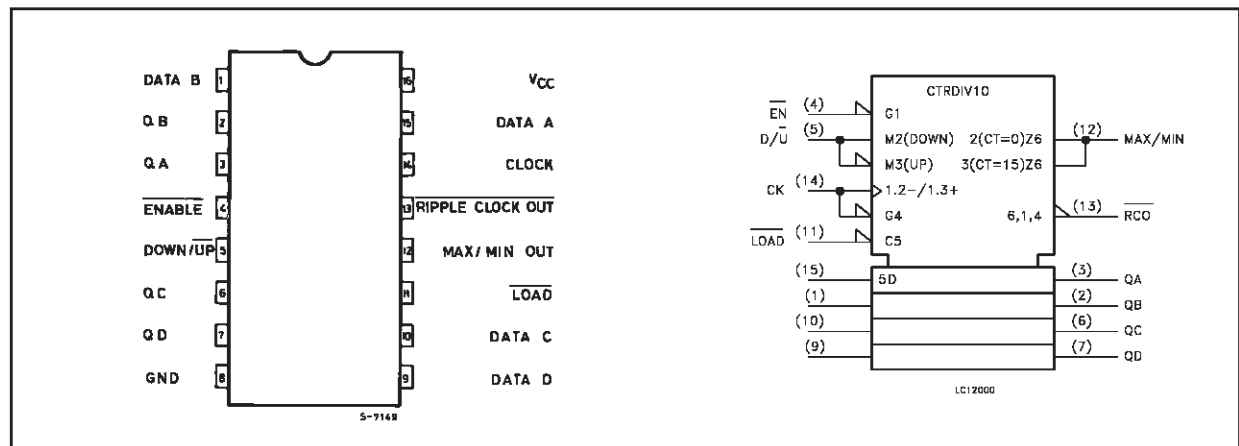 DATA B 1
QB 2
QA 3
ENABLE 4
DOWN/UP 5
QC 6
QD 7
GND 8
16 VCC
15 DATA A
14 CLOCK
13 RIPPLE CLOCK OUT
12 MAX/MIN OUT
11 LOAD
10 DATA C
9 DATA D
S-7149
CTRDIV10
EN (4) G1
D/U (5) M2(DOWN) 2(CT=0)Z6 (12) MAX/MIN
M3(UP) 3(CT=15)Z6
CK (14) 1.2-/1.3+
G4 6,1,4 (13) RCO
LOAD (11) C5
(15) 5D (3) QA
(1) (2) QB
(10) (6) QC
(9) (7) QD
LC12000